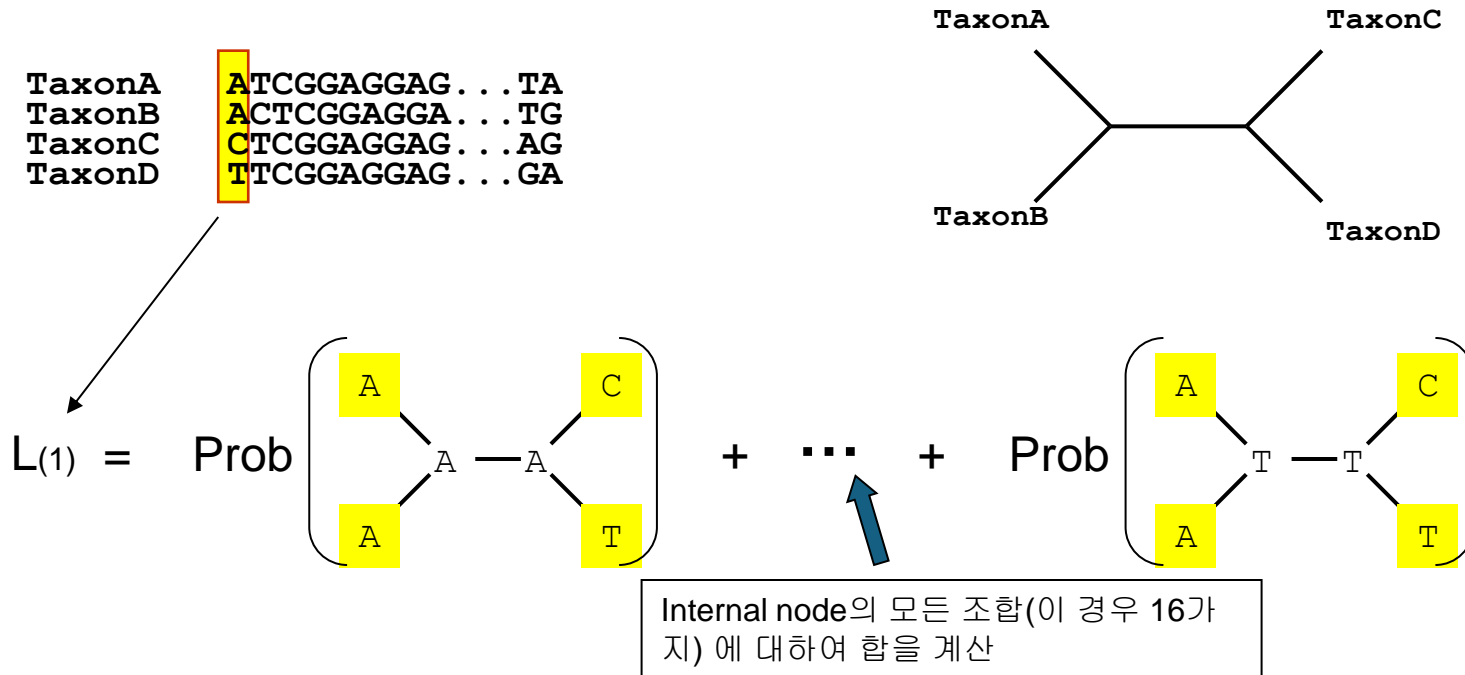 TaxonA ATCGGAGGAG...TA
TaxonB ACTCGGAGGA...TG
TaxonC CTCGGAGGAG...AG
TaxonD TTCGGAGGAG...GA
TaxonA TaxonC
TaxonB TaxonD
A C A C
L(1) = Prob A A + ... + Prob T T
A T A T
Internal node의 모든 조합(이 경우 16가
지) 에 대하여 합을 계산